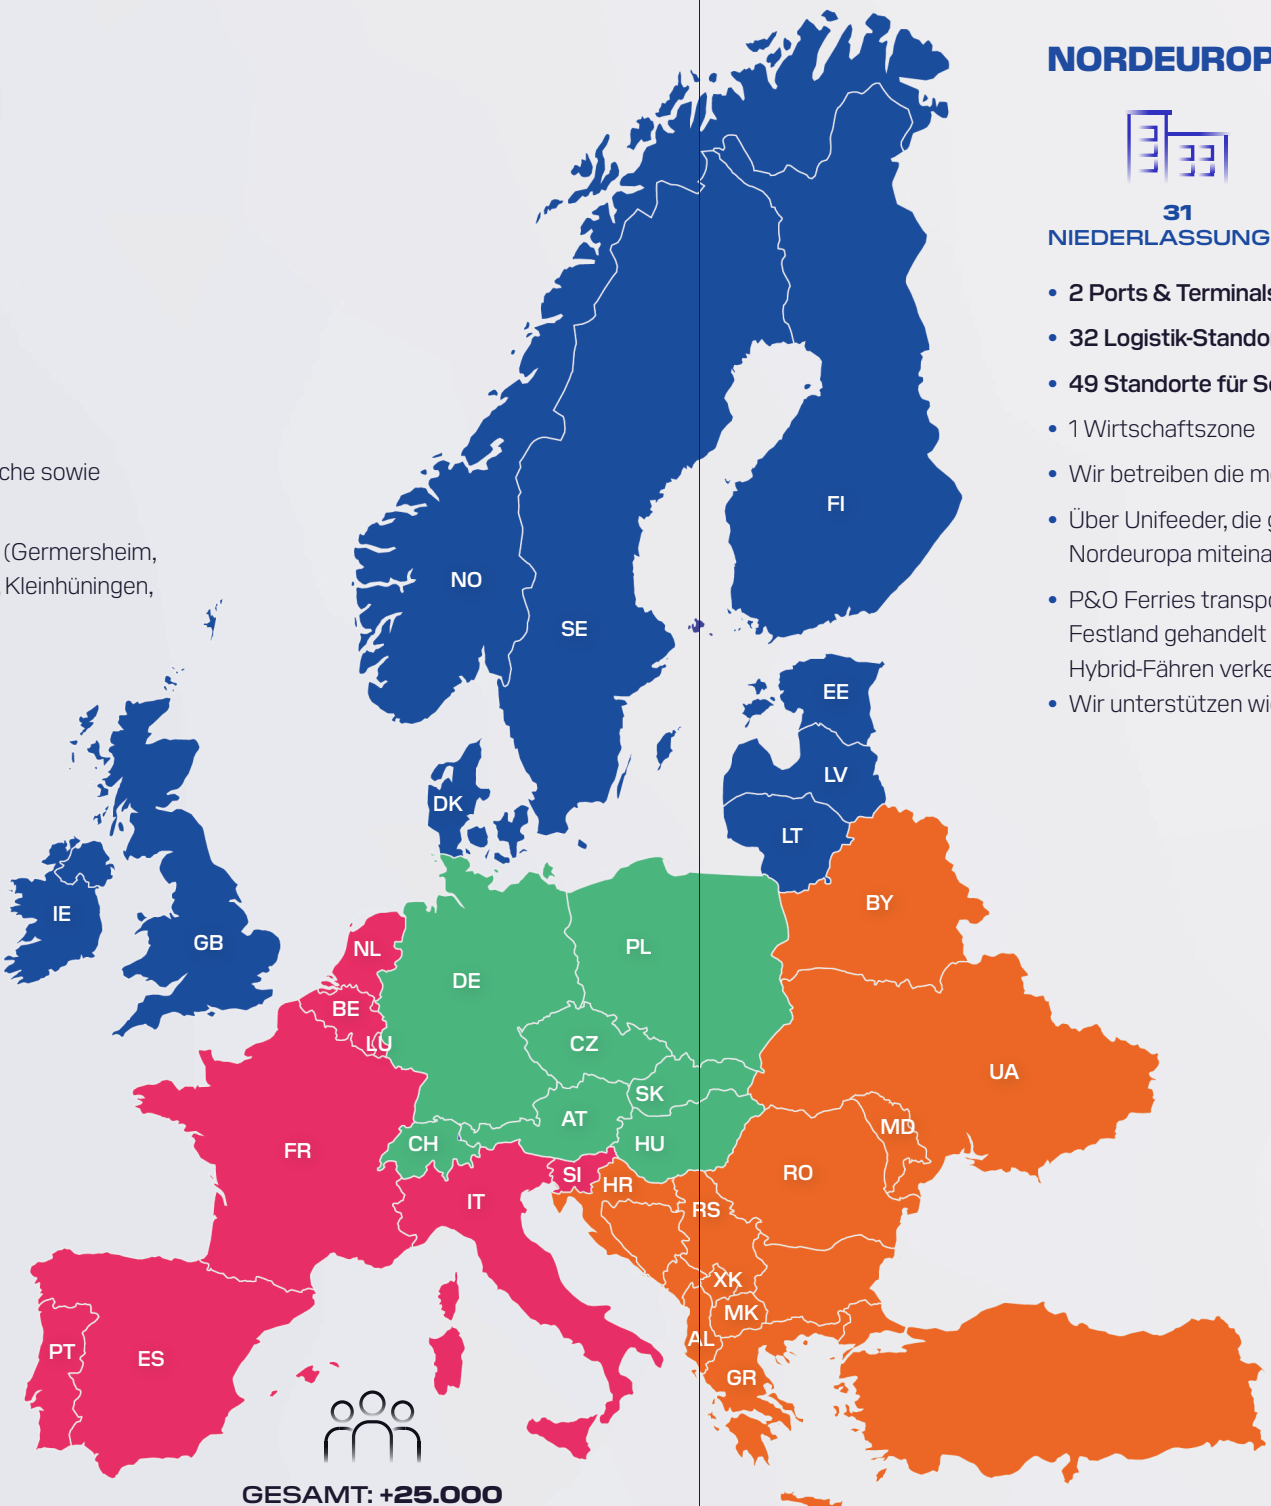 NORDEUROP
31
NIEDERLASSUNG
• 2 Ports & Terminals
• 32 Logistik-Stando
• 49 Standorte für S
• 1 Wirtschaftszone
• Wir betreiben die m
• Über Unifeeder, die g
Nordeuropa miteina
• P&O Ferries transpo
Festland gehandelt
Hybrid-Fähren verke
• Wir unterstützen wi
che sowie
(Germersheim,
Kleinhüningen,
FI
NO
SE
EE
LV
DK
LT
IE
GB
BY
NL
PL
DE
BE
LU
CZ
UA
SK
AT
MD
CH
HU
FR
RO
SI
HR
IT
RS
XK
MK
AL
PT
ES
GR
GESAMT: +25.000